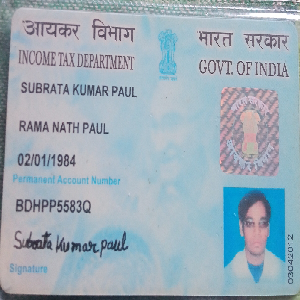 आयकर विभाग भारत सरकार
INCOME TAX DEPARTMENT GOVT. OF INDIA
SUBRATA KUMAR PAUL
RAMA NATH PAUL
02/01/1984
Permanent Account Number
BDHPP5583Q
Subrata Kumar paul
Signature
03042012